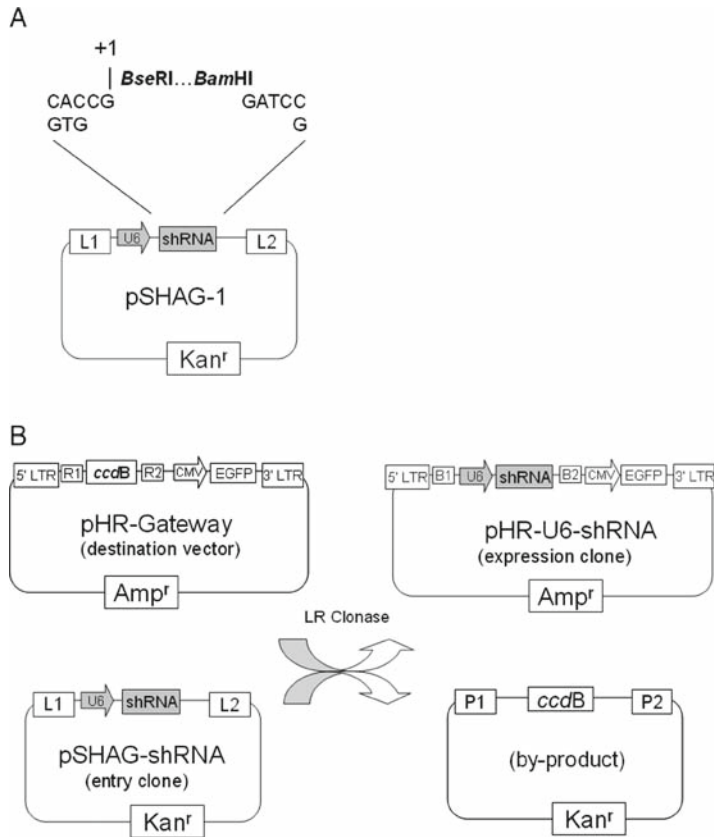 A
+1
BseRI...BamHI
CACCG GATCC
GTG G
L1 U6 shRNA L2
pSHAG-1
Kanʳ
B
5' LTR R1 ccdB R2 CMV EGFP 3' LTR
pHR-Gateway
(destination vector)
Ampʳ
5' LTR B1 U6 shRNA B2 CMV EGFP 3' LTR
pHR-U6-shRNA
(expression clone)
Ampʳ
LR Clonase
L1 U6 shRNA L2
pSHAG-shRNA
(entry clone)
Kanʳ
P1 ccdB P2
(by-product)
Kanʳ